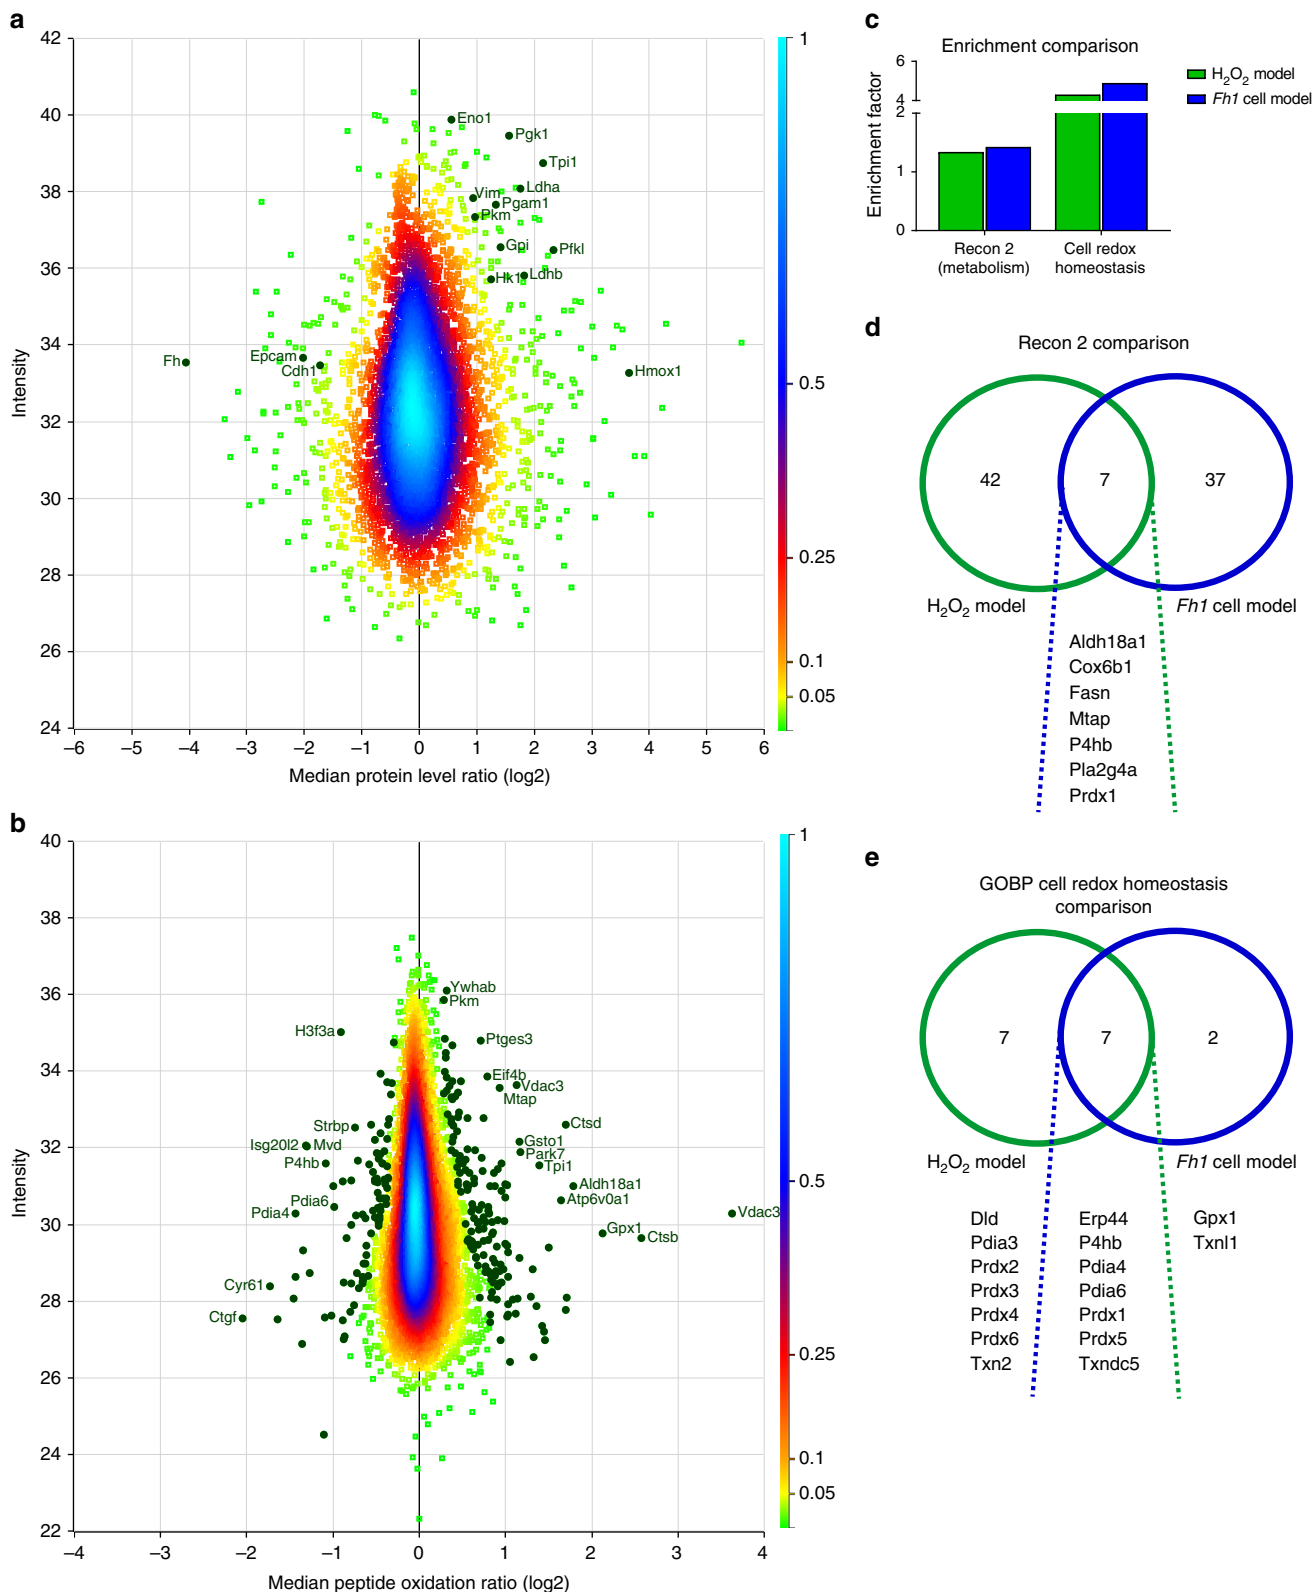 a
42
40
38
36
34
32
30
28
26
24
Intensity
–6
–5
–4
–3
–2
–1
0
1
2
3
4
5
6
Median protein level ratio (log2)
Eno1
Pgk1
Tpi1
Ldha
Vim
Pgam1
Pkm
Gpi
Pfkl
Hk1
Ldhb
Fh
Epcam
Cdh1
Hmox1
1
0.5
0.25
0.1
0.05
b
40
38
36
34
32
30
28
26
24
22
Intensity
–4
–3
–2
–1
0
1
2
3
4
Median peptide oxidation ratio (log2)
Ywhab
Pkm
H3f3a
Ptges3
Eif4b
Vdac3
Mtap
Strbp
Ctsd
Isg20l2
Mvd
Gsto1
Park7
P4hb
Tpi1
Aldh18a1
Pdia6
Atp6v0a1
Pdia4
Vdac3
Gpx1
Ctsb
Cyr61
Ctgf
1
0.5
0.25
0.1
0.05
c
Enrichment comparison
Enrichment factor
6
4
2
1
0
H2O2 model
Fh1 cell model
Recon 2
(metabolism)
Cell redox
homeostasis
d
Recon 2 comparison
42
7
37
H2O2 model
Fh1 cell model
Aldh18a1
Cox6b1
Fasn
Mtap
P4hb
Pla2g4a
Prdx1
e
GOBP cell redox homeostasis
comparison
7
7
2
H2O2 model
Fh1 cell model
Dld
Pdia3
Prdx2
Prdx3
Prdx4
Prdx6
Txn2
Erp44
P4hb
Pdia4
Pdia6
Prdx1
Prdx5
Txndc5
Gpx1
Txnl1